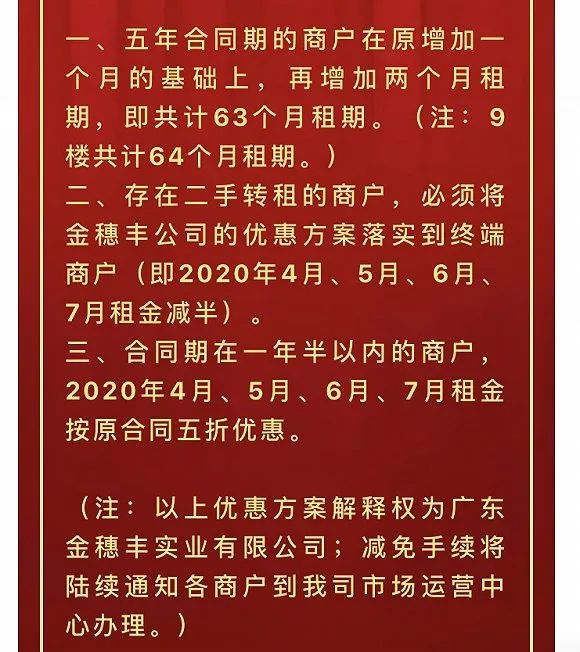 一、五年合同期的商户在原增加一
个月的基础上，再增加两个月租
期，即共计63个月租期。（注：9
楼共计64个月租期。）
二、存在二手转租的商户，必须将
金穗丰公司的优惠方案落实到终端
商户（即2020年4月、5月、6月、
7月租金减半）。
三、合同期在一年半以内的商户，
2020年4月、5月、6月、7月租金
按原合同五折优惠。
（注：以上优惠方案解释权为广东
金穗丰实业有限公司；减免手续将
陆续通知各商户到我司市场运营中
心办理。）